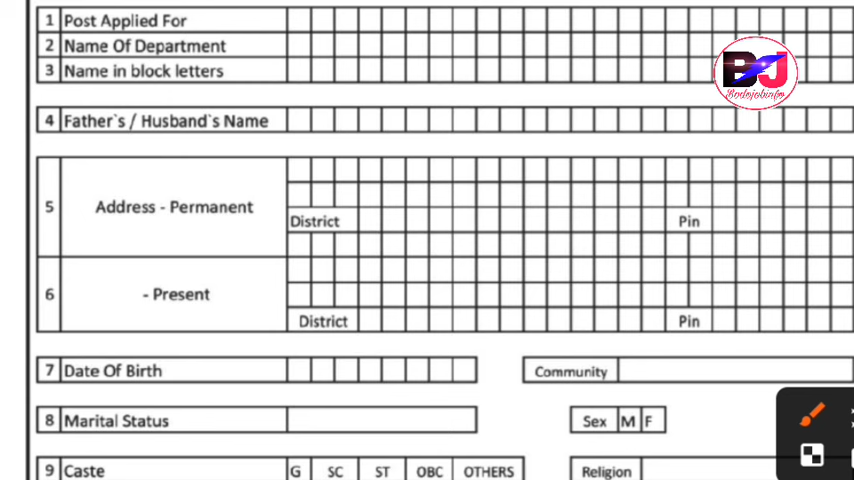 1 Post Applied For
2 Name Of Department
3 Name in block letters
BJ
Bodojobinfo
4 Father`s / Husband`s Name
5 Address - Permanent
District Pin
6 - Present
District Pin
7 Date Of Birth Community
8 Marital Status Sex M F
9 Caste G SC ST OBC OTHERS Religion